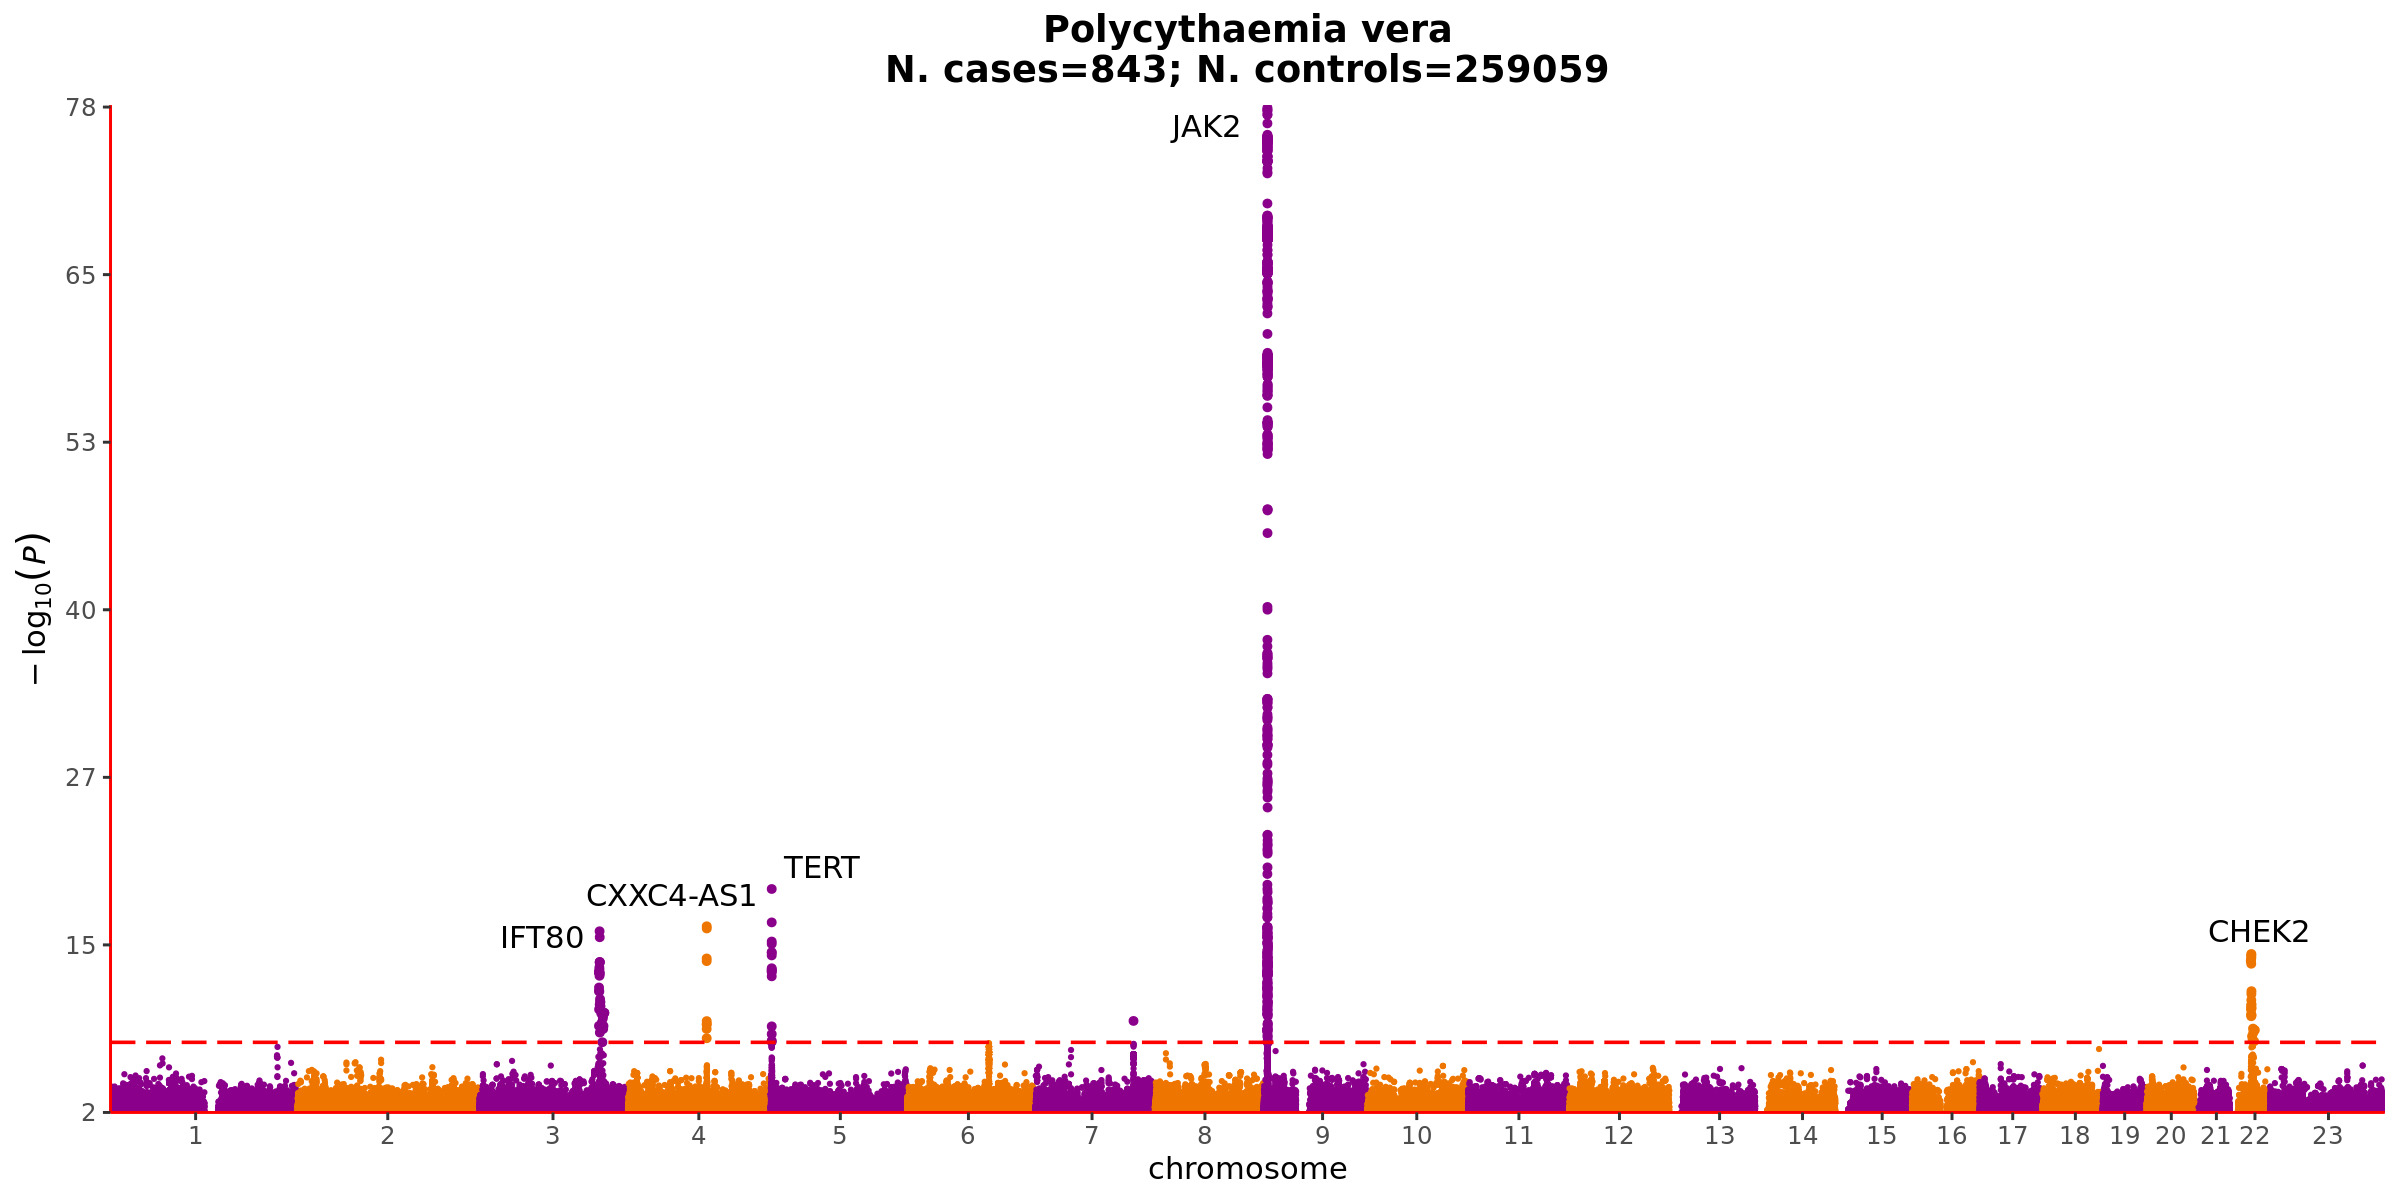 Polycythaemia vera
N. cases=843; N. controls=259059
78
JAK2
65
53
−log10(P)
40
27
TERT
CXXC4-AS1
IFT80
CHEK2
15
2
1 2 3 4 5 6 7 8 9 10 11 12 13 14 15 16 17 18 19 20 21 22 23
chromosome